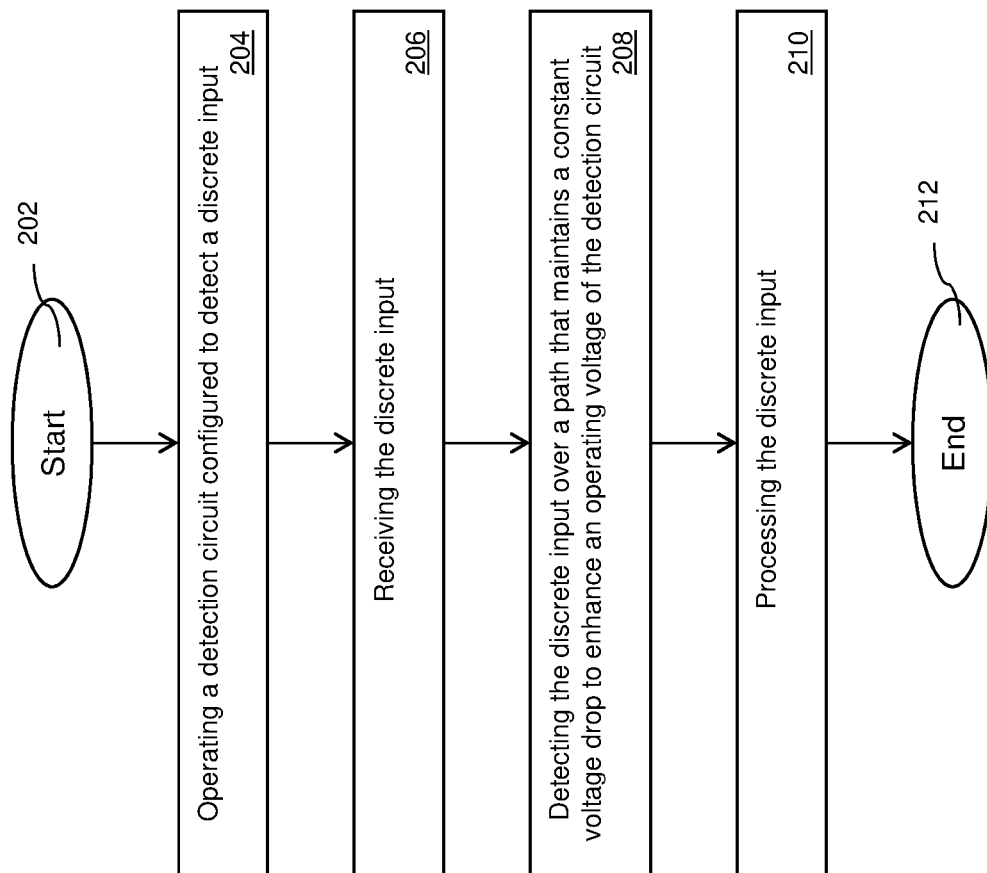 202
Start
Operating a detection circuit configured to detect a discrete input
204
Receiving the discrete input
206
Detecting the discrete input over a path that maintains a constant
voltage drop to enhance an operating voltage of the detection circuit
208
Processing the discrete input
210
212
End